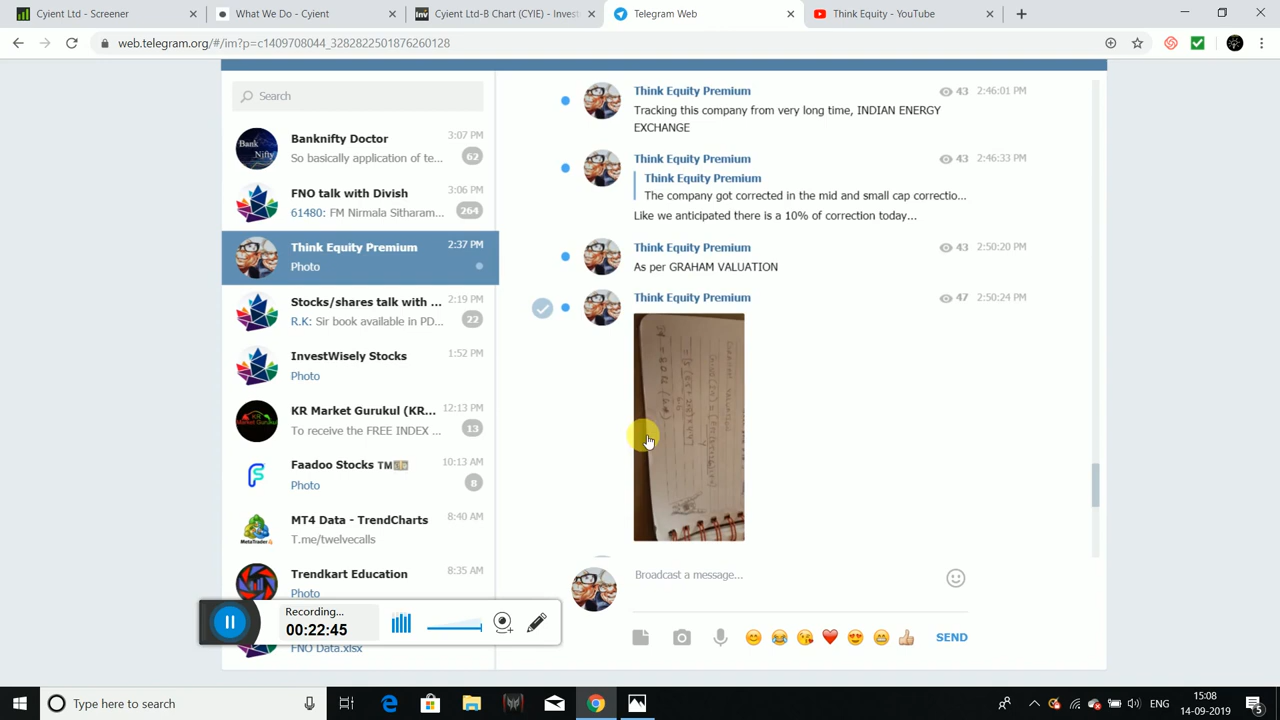 Cyient Ltd - Screener
What We Do - Cyient
Cyient Ltd-B Chart (CYIE) - Invest
Telegram Web
Think Equity - YouTube
web.telegram.org/#/im?p=c1409708044_3282822501876260128
Search
Banknifty Doctor
3:07 PM
So basically application of te...
62
FNO talk with Divish
3:06 PM
61480: FM Nirmala Sitharam...
264
Think Equity Premium
2:37 PM
Photo
Stocks/shares talk with ...
2:19 PM
R.K: Sir book available in PD...
22
InvestWisely Stocks
1:52 PM
Photo
KR Market Gurukul (KR...
12:13 PM
To receive the FREE INDEX ...
13
Faadoo Stocks TM
10:13 AM
Photo
8
MT4 Data - TrendCharts
8:40 AM
T.me/twelvecalls
Trendkart Education
8:35 AM
Photo
FNO Data.xlsx
Think Equity Premium
43 2:46:01 PM
Tracking this company from very long time, INDIAN ENERGY
EXCHANGE
Think Equity Premium
43 2:46:33 PM
Think Equity Premium
The company got corrected in the mid and small cap correctio...
Like we anticipated there is a 10% of correction today...
Think Equity Premium
43 2:50:20 PM
As per GRAHAM VALUATION
Think Equity Premium
47 2:50:24 PM
Broadcast a message...
SEND
Recording...
00:22:45
Type here to search
ENG
15:08
14-09-2019
5